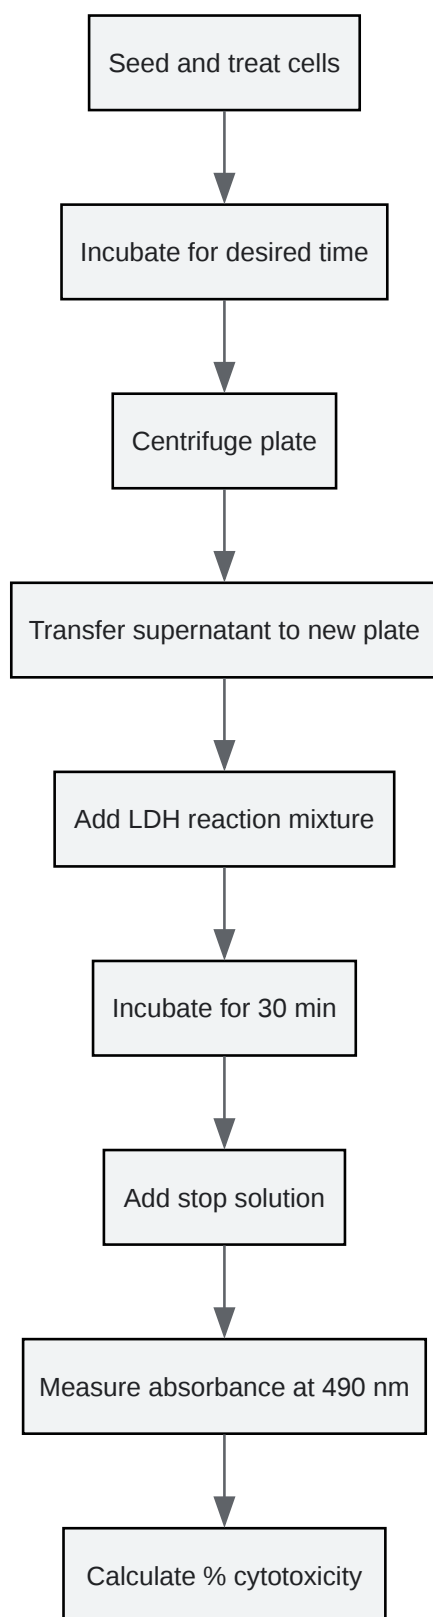 Seed and treat cells
Incubate for desired time
Centrifuge plate
Transfer supernatant to new plate
Add LDH reaction mixture
Incubate for 30 min
Add stop solution
Measure absorbance at 490 nm
Calculate % cytotoxicity